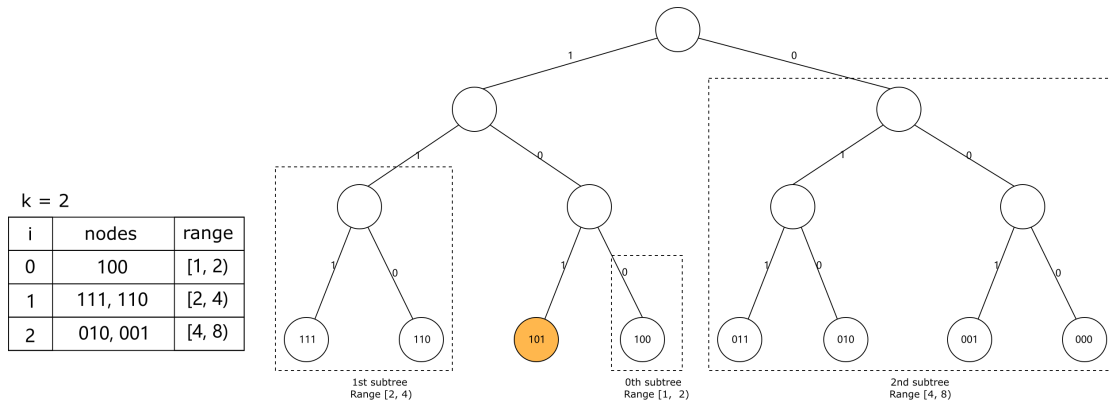 k = 2
i nodes range
0 100 [1, 2)
1 111, 110 [2, 4)
2 010, 001 [4, 8)
1 0
1 0 1 0
1 0 1 0 1 0 1 0
111 110 101 100 011 010 001 000
1st subtree
Range [2, 4)
0th subtree
Range [1, 2)
2nd subtree
Range [4, 8)